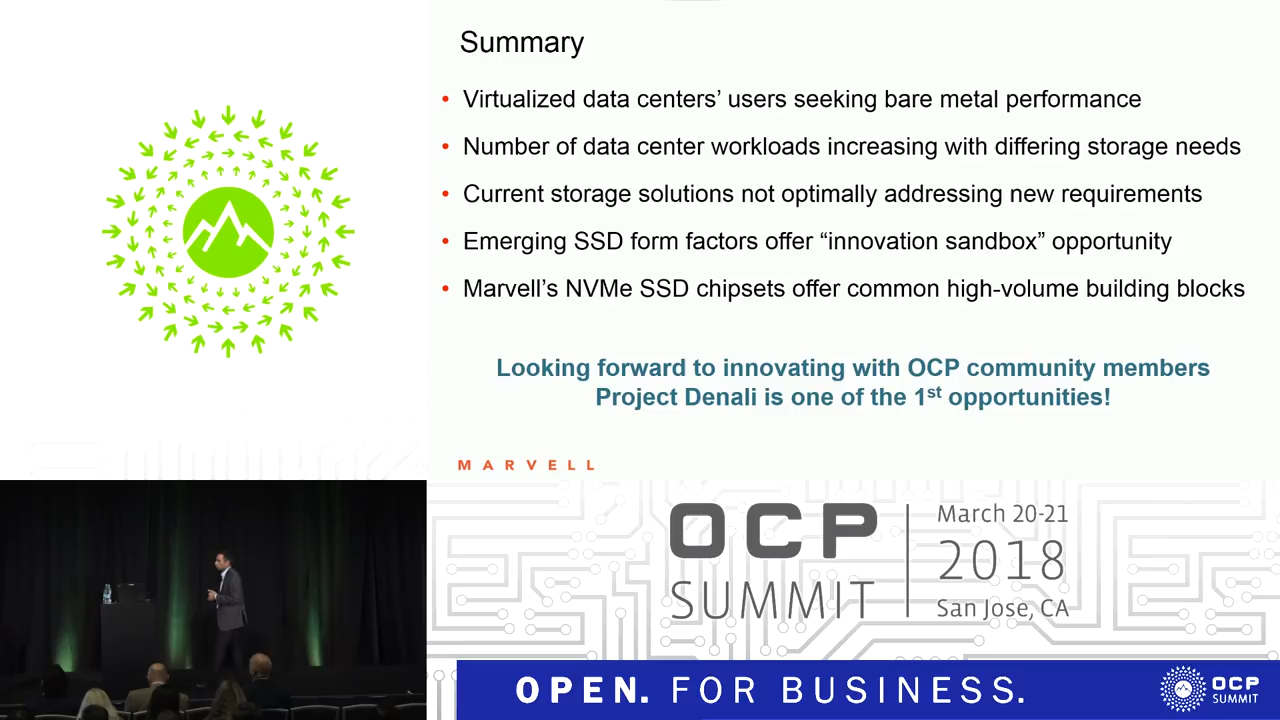 Summary
• Virtualized data centers’ users seeking bare metal performance
• Number of data center workloads increasing with differing storage needs
• Current storage solutions not optimally addressing new requirements
• Emerging SSD form factors offer “innovation sandbox” opportunity
• Marvell’s NVMe SSD chipsets offer common high-volume building blocks
Looking forward to innovating with OCP community members
Project Denali is one of the 1st opportunities!
MARVELL
OCP
SUMMIT
March 20-21
2018
San Jose, CA
OPEN. FOR BUSINESS.
OCP
SUMMIT